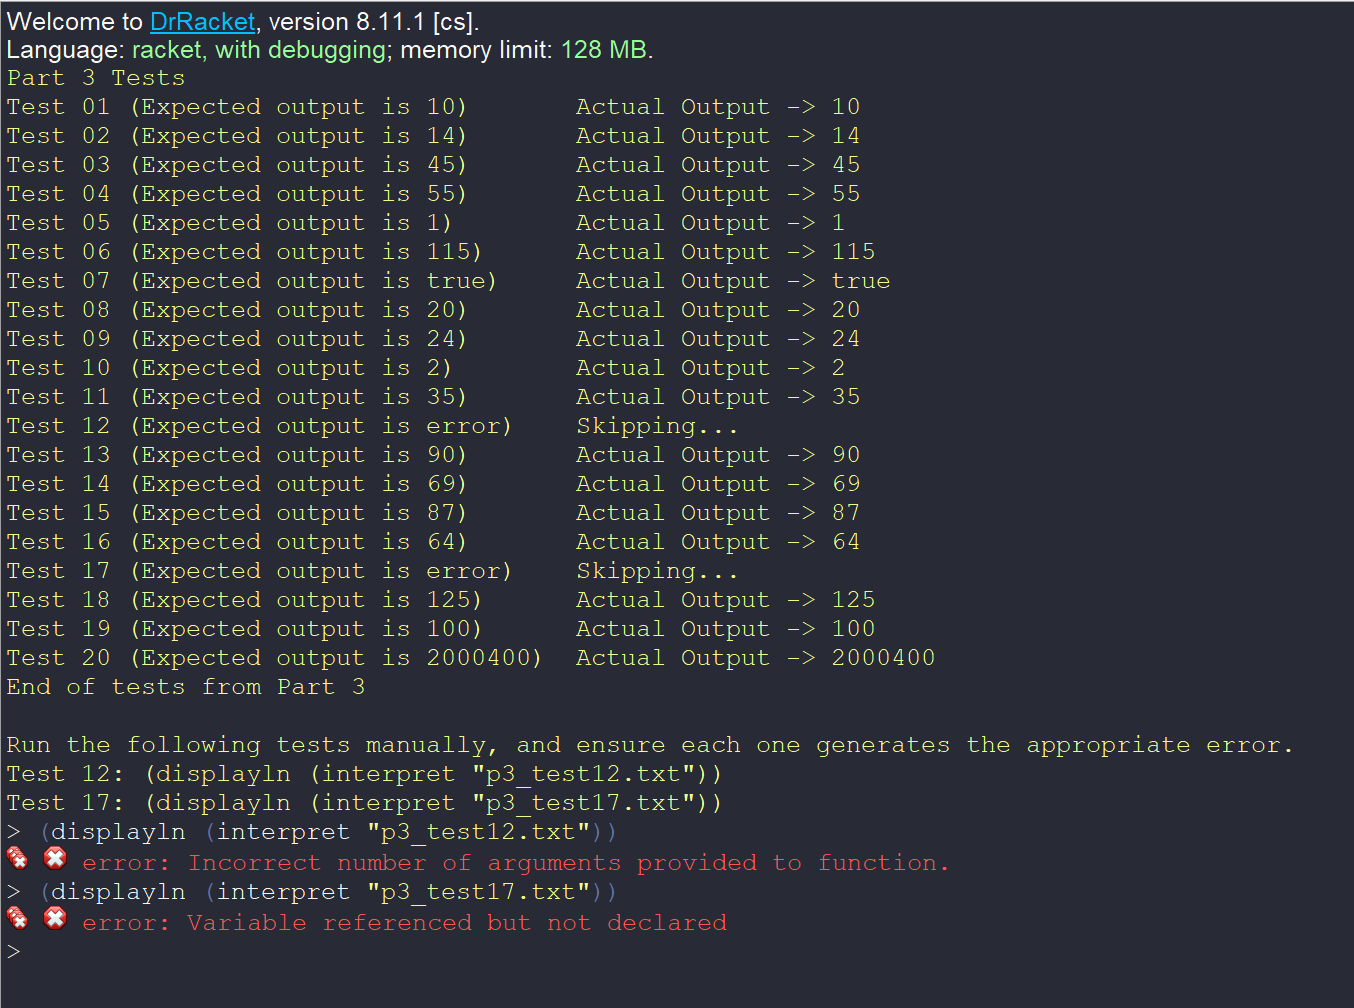 Welcome to DrRacket, version 8.11.1 [cs].
Language: racket, with debugging; memory limit: 128 MB.
Part 3 Tests
Test 01 (Expected output is 10)       Actual Output -> 10
Test 02 (Expected output is 14)       Actual Output -> 14
Test 03 (Expected output is 45)       Actual Output -> 45
Test 04 (Expected output is 55)       Actual Output -> 55
Test 05 (Expected output is 1)        Actual Output -> 1
Test 06 (Expected output is 115)      Actual Output -> 115
Test 07 (Expected output is true)     Actual Output -> true
Test 08 (Expected output is 20)       Actual Output -> 20
Test 09 (Expected output is 24)       Actual Output -> 24
Test 10 (Expected output is 2)        Actual Output -> 2
Test 11 (Expected output is 35)       Actual Output -> 35
Test 12 (Expected output is error)    Skipping...
Test 13 (Expected output is 90)       Actual Output -> 90
Test 14 (Expected output is 69)       Actual Output -> 69
Test 15 (Expected output is 87)       Actual Output -> 87
Test 16 (Expected output is 64)       Actual Output -> 64
Test 17 (Expected output is error)    Skipping...
Test 18 (Expected output is 125)      Actual Output -> 125
Test 19 (Expected output is 100)      Actual Output -> 100
Test 20 (Expected output is 2000400)  Actual Output -> 2000400
End of tests from Part 3

Run the following tests manually, and ensure each one generates the appropriate error.
Test 12: (displayln (interpret "p3_test12.txt"))
Test 17: (displayln (interpret "p3_test17.txt"))
> (displayln (interpret "p3_test12.txt"))
error: Incorrect number of arguments provided to function.
> (displayln (interpret "p3_test17.txt"))
error: Variable referenced but not declared
>